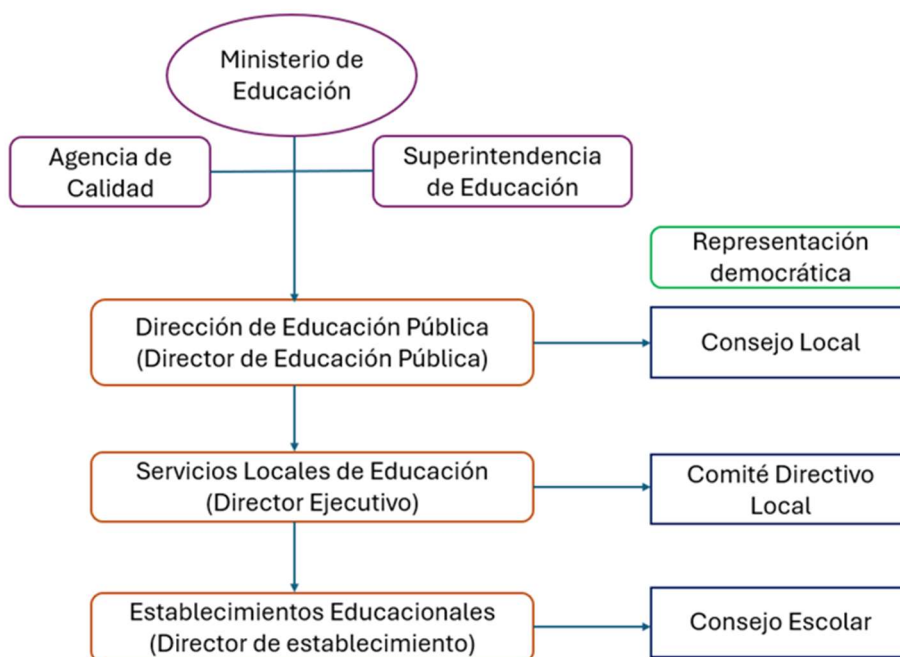 Ministerio de
Educación
Agencia de
Calidad
Superintendencia
de Educación
Representación
democrática
Dirección de Educación Pública
(Director de Educación Pública)
Consejo Local
Servicios Locales de Educación
(Director Ejecutivo)
Comité Directivo
Local
Establecimientos Educacionales
(Director de establecimiento)
Consejo Escolar